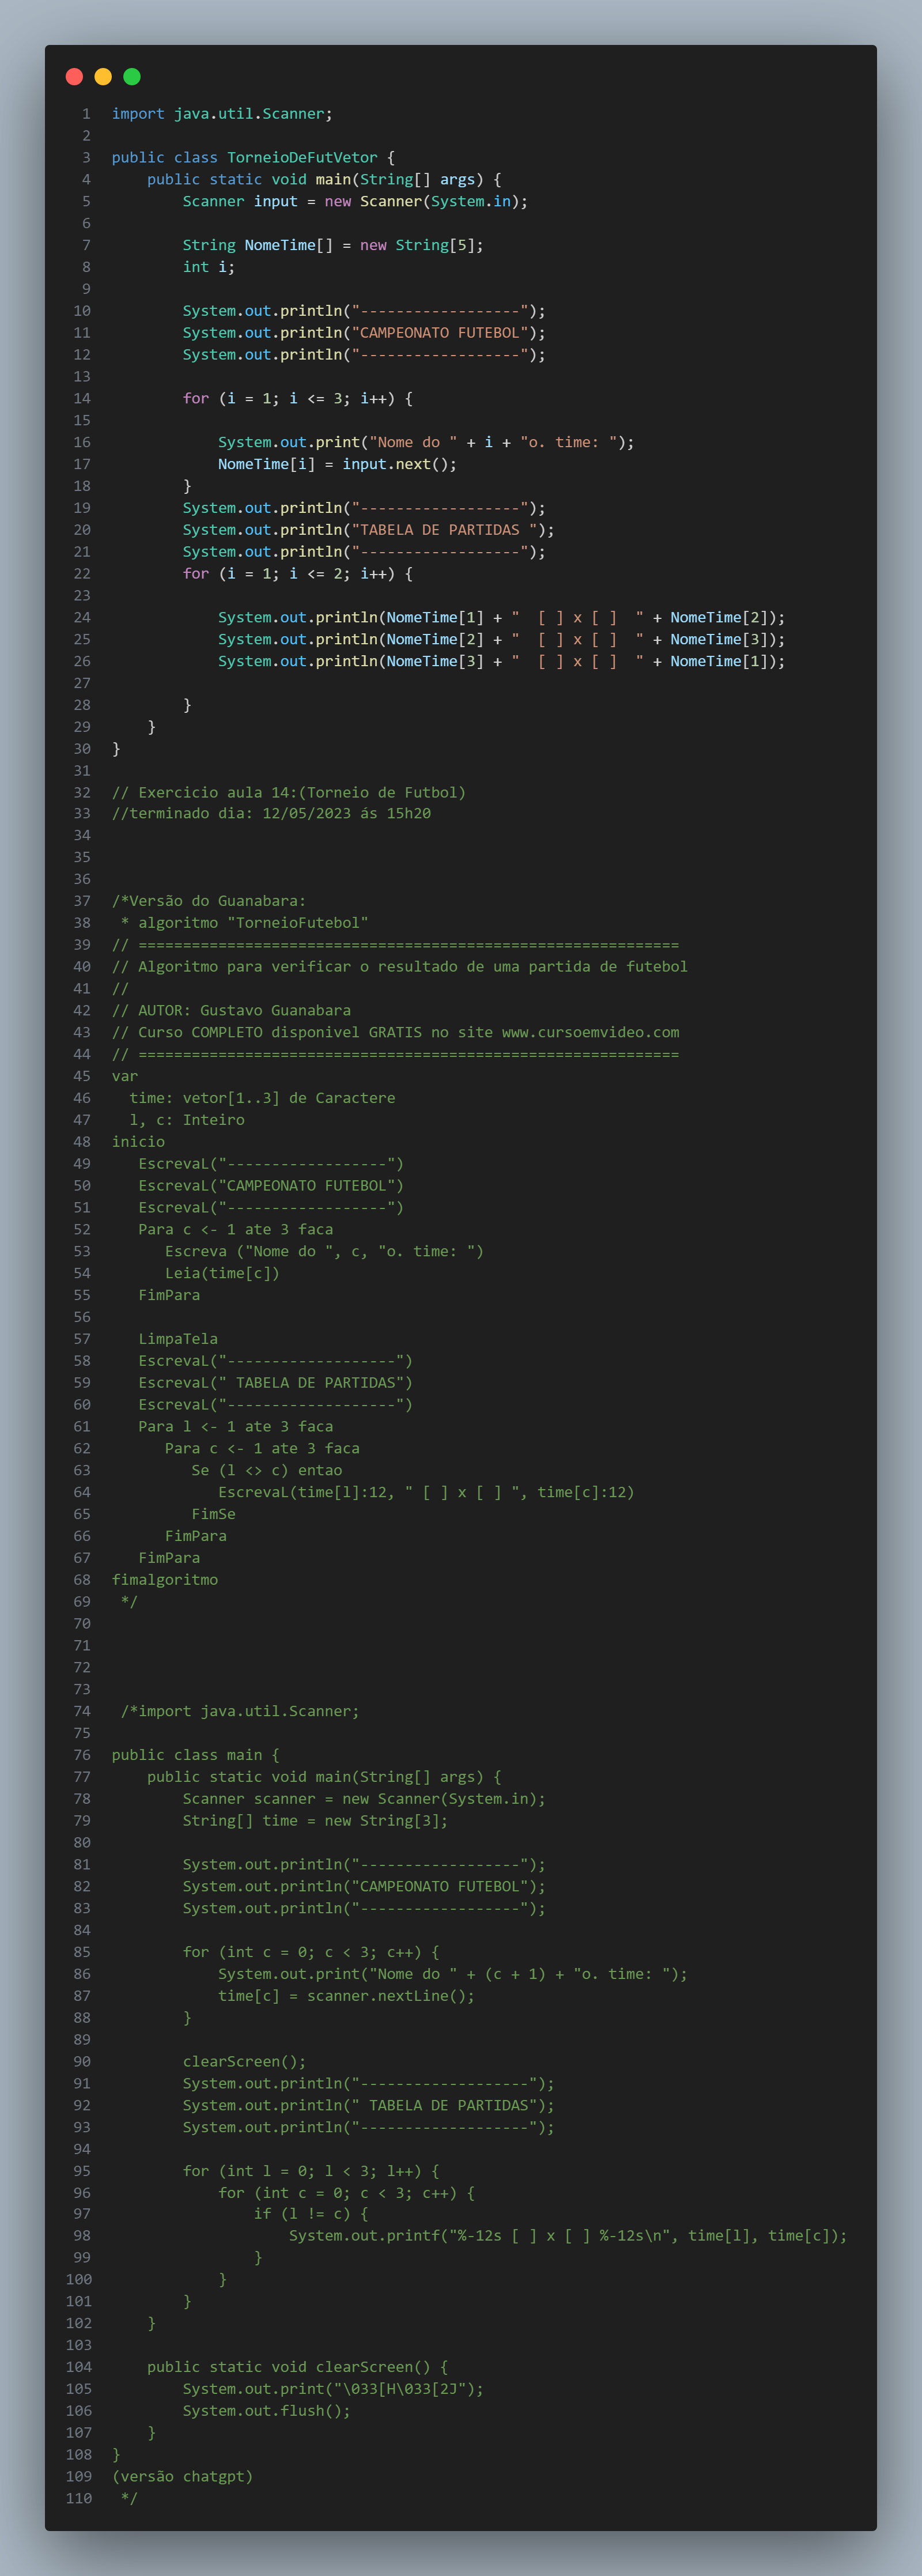 1 import java.util.Scanner;
2
3 public class TorneioDeFutVetor {
4     public static void main(String[] args) {
5         Scanner input = new Scanner(System.in);
6
7         String NomeTime[] = new String[5];
8         int i;
9
10         System.out.println("------------------");
11         System.out.println("CAMPEONATO FUTEBOL");
12         System.out.println("------------------");
13
14         for (i = 1; i <= 3; i++) {
15
16             System.out.print("Nome do " + i + "o. time: ");
17             NomeTime[i] = input.next();
18         }
19         System.out.println("------------------");
20         System.out.println("TABELA DE PARTIDAS ");
21         System.out.println("------------------");
22         for (i = 1; i <= 2; i++) {
23
24             System.out.println(NomeTime[1] + "  [ ] x [ ]  " + NomeTime[2]);
25             System.out.println(NomeTime[2] + "  [ ] x [ ]  " + NomeTime[3]);
26             System.out.println(NomeTime[3] + "  [ ] x [ ]  " + NomeTime[1]);
27
28         }
29     }
30 }
31
32 // Exercicio aula 14:(Torneio de Futbol)
33 //terminado dia: 12/05/2023 ás 15h20
34
35
36
37 /*Versão do Guanabara:
38  * algoritmo "TorneioFutebol"
39 // =============================================================
40 // Algoritmo para verificar o resultado de uma partida de futebol
41 //
42 // AUTOR: Gustavo Guanabara
43 // Curso COMPLETO disponivel GRATIS no site www.cursoemvideo.com
44 // =============================================================
45 var
46   time: vetor[1..3] de Caractere
47   l, c: Inteiro
48 inicio
49    EscrevaL("------------------")
50    EscrevaL("CAMPEONATO FUTEBOL")
51    EscrevaL("------------------")
52    Para c <- 1 ate 3 faca
53       Escreva ("Nome do ", c, "o. time: ")
54       Leia(time[c])
55    FimPara
56
57    LimpaTela
58    EscrevaL("-------------------")
59    EscrevaL(" TABELA DE PARTIDAS")
60    EscrevaL("-------------------")
61    Para l <- 1 ate 3 faca
62       Para c <- 1 ate 3 faca
63          Se (l <> c) entao
64             EscrevaL(time[l]:12, " [ ] x [ ] ", time[c]:12)
65          FimSe
66       FimPara
67    FimPara
68 fimalgoritmo
69  */
70
71
72
73
74  /*import java.util.Scanner;
75
76 public class main {
77     public static void main(String[] args) {
78         Scanner scanner = new Scanner(System.in);
79         String[] time = new String[3];
80
81         System.out.println("------------------");
82         System.out.println("CAMPEONATO FUTEBOL");
83         System.out.println("------------------");
84
85         for (int c = 0; c < 3; c++) {
86             System.out.print("Nome do " + (c + 1) + "o. time: ");
87             time[c] = scanner.nextLine();
88         }
89
90         clearScreen();
91         System.out.println("-------------------");
92         System.out.println(" TABELA DE PARTIDAS");
93         System.out.println("-------------------");
94
95         for (int l = 0; l < 3; l++) {
96             for (int c = 0; c < 3; c++) {
97                 if (l != c) {
98                     System.out.printf("%-12s [ ] x [ ] %-12s\n", time[l], time[c]);
99                 }
100             }
101         }
102     }
103
104     public static void clearScreen() {
105         System.out.print("\033[H\033[2J");
106         System.out.flush();
107     }
108 }
109 (versão chatgpt)
110  */